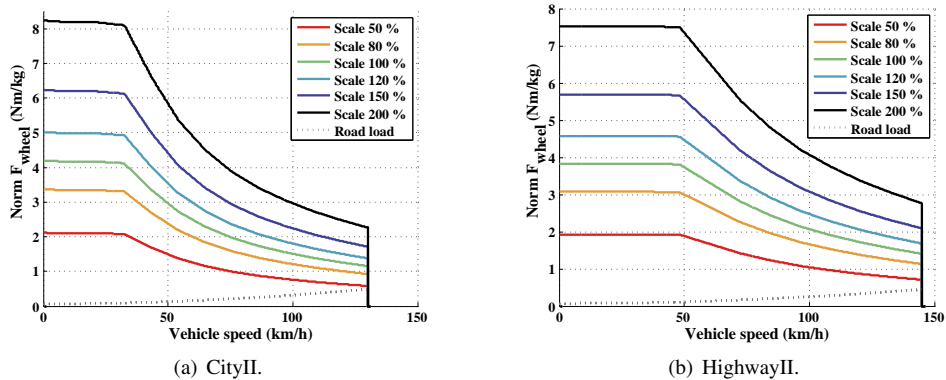 8
7
6
5
4
3
2
1
0
Norm F wheel (Nm/kg)
Scale 50 %
Scale 80 %
Scale 100 %
Scale 120 %
Scale 150 %
Scale 200 %
Road load
0 50 100 150
Vehicle speed (km/h)
(a) CityII.
8
7
6
5
4
3
2
1
0
Norm F wheel (Nm/kg)
Scale 50 %
Scale 80 %
Scale 100 %
Scale 120 %
Scale 150 %
Scale 200 %
Road load
0 50 100 150
Vehicle speed (km/h)
(b) HighwayII.